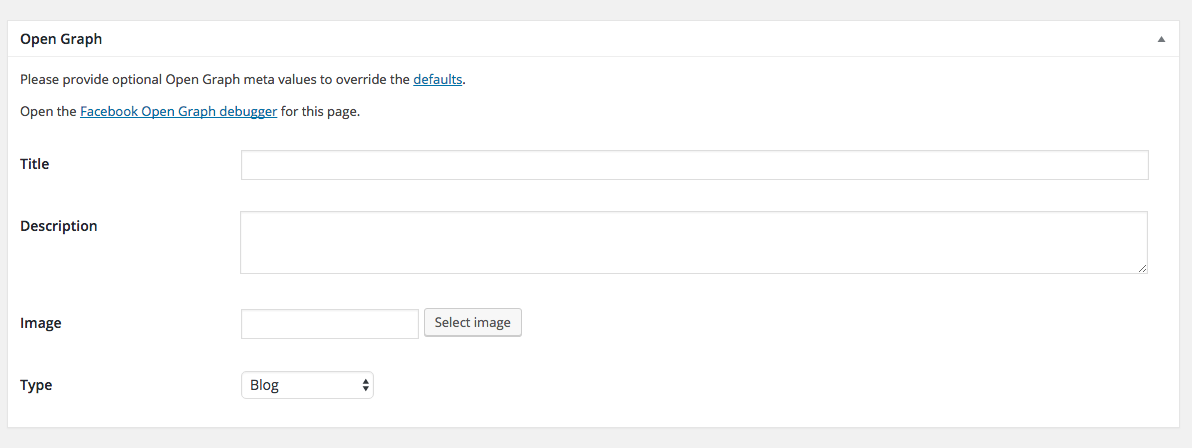 Open Graph
Please provide optional Open Graph meta values to override the defaults.
Open the Facebook Open Graph debugger for this page.
Title
Description
Image
Select image
Type
Blog